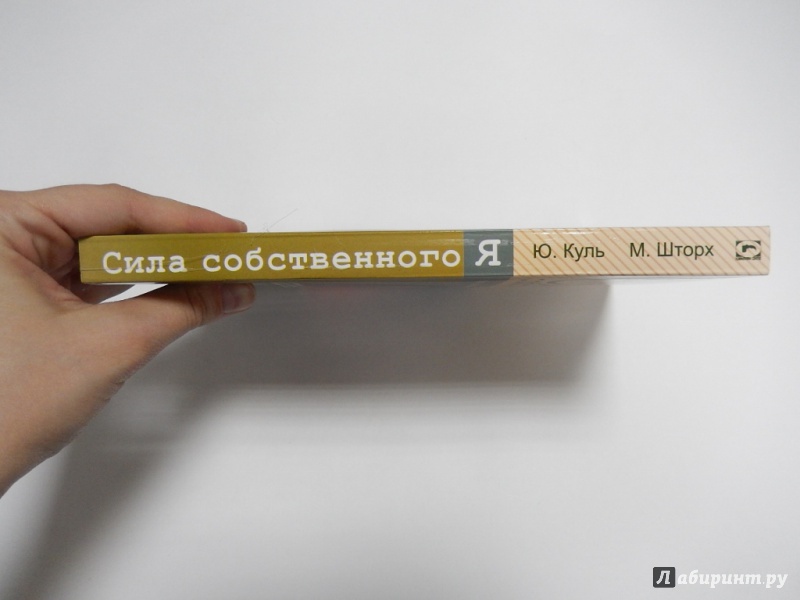 Сила собственного Я Ю. Куль М. Шторх
Лабиринт.ру